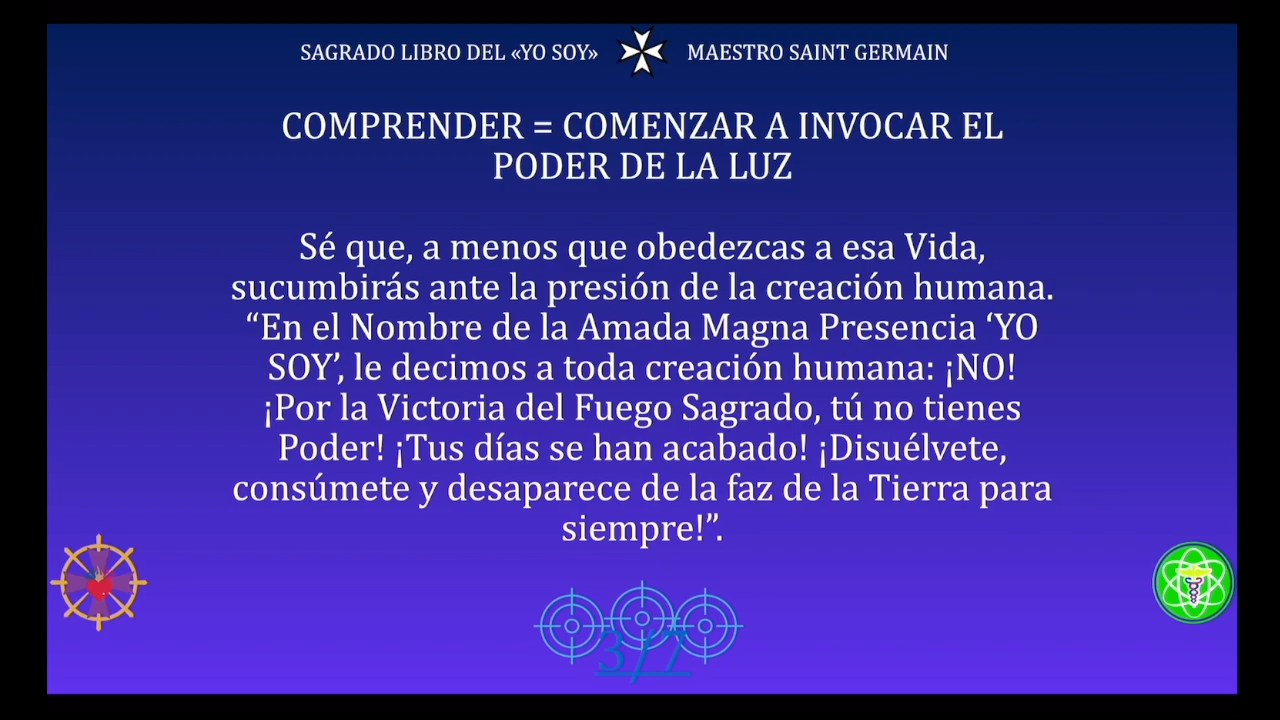 SAGRADO LIBRO DEL «YO SOY» MAESTRO SAINT GERMAIN
COMPRENDER = COMENZAR A INVOCAR EL
PODER DE LA LUZ
Sé que, a menos que obedezcas a esa Vida,
sucumbirás ante la presión de la creación humana.
“En el Nombre de la Amada Magna Presencia ‘YO
SOY’, le decimos a toda creación humana: ¡NO!
¡Por la Victoria del Fuego Sagrado, tú no tienes
Poder! ¡Tus días se han acabado! ¡Disuélvete,
consúmete y desaparece de la faz de la Tierra para
siempre!”.
3/7